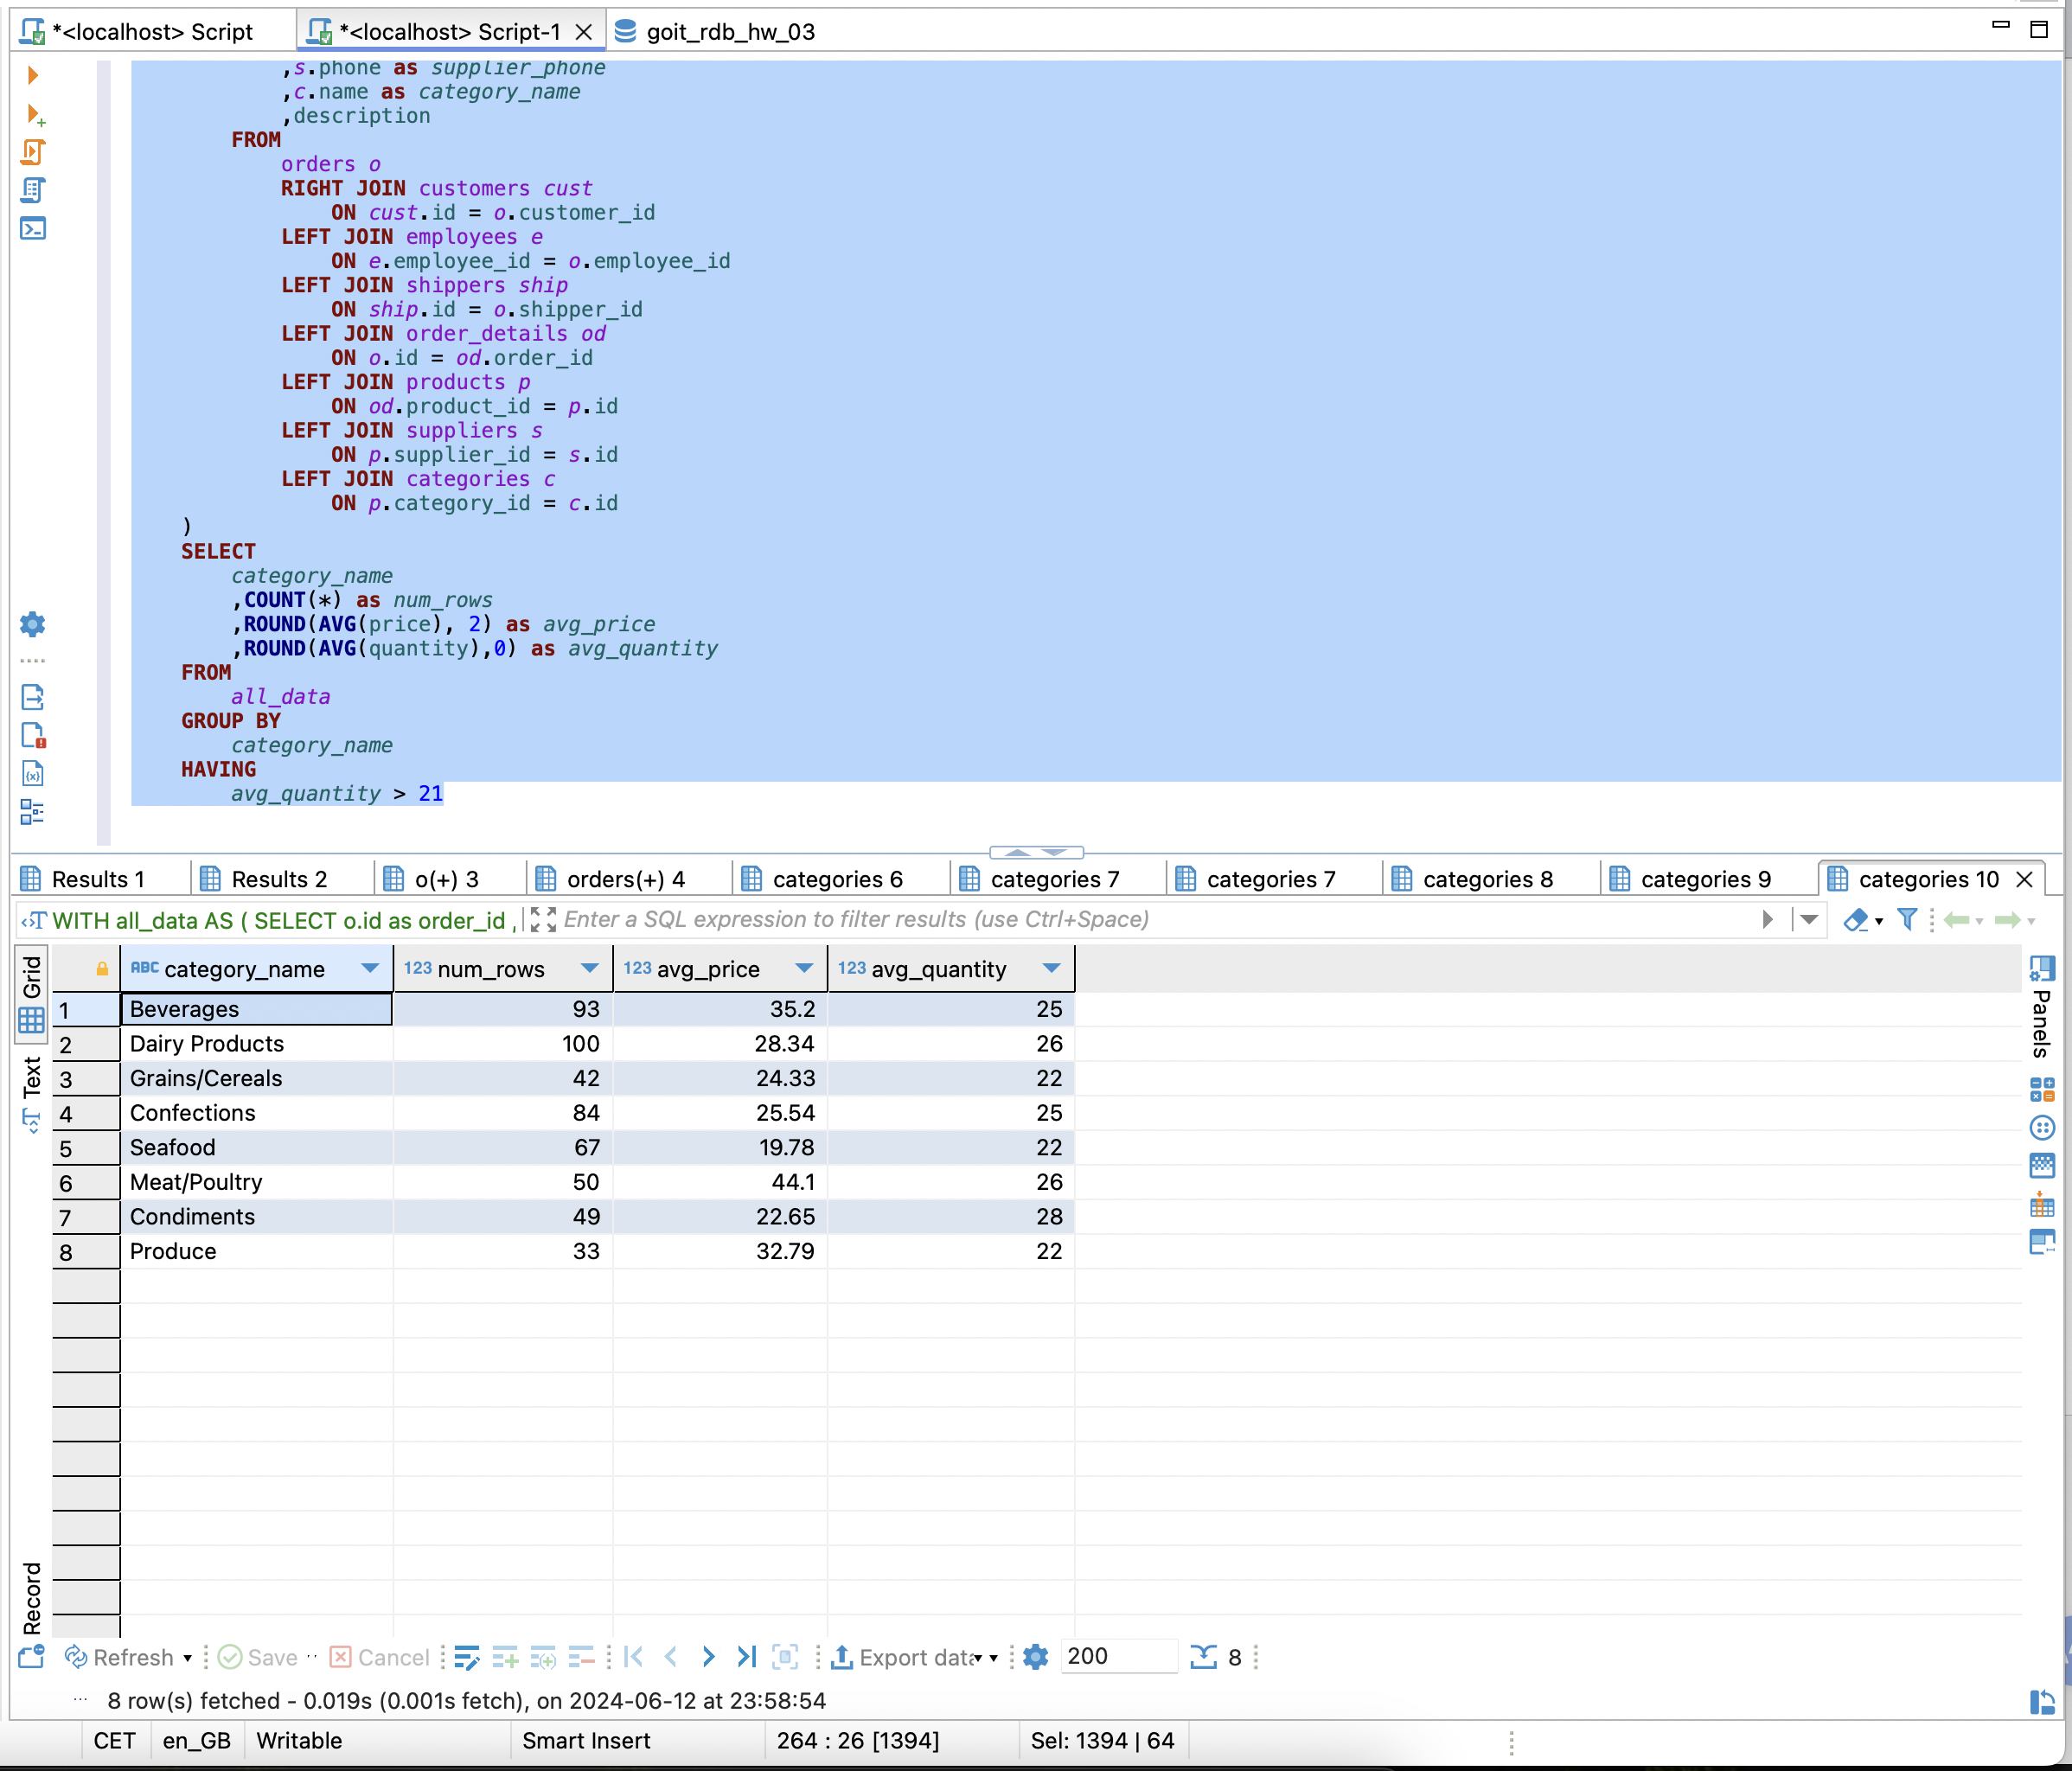 *<localhost> Script
*<localhost> Script-1
goit_rdb_hw_03
,s.phone as supplier_phone
,c.name as category_name
,description
FROM
orders o
RIGHT JOIN customers cust
ON cust.id = o.customer_id
LEFT JOIN employees e
ON e.employee_id = o.employee_id
LEFT JOIN shippers ship
ON ship.id = o.shipper_id
LEFT JOIN order_details od
ON o.id = od.order_id
LEFT JOIN products p
ON od.product_id = p.id
LEFT JOIN suppliers s
ON p.supplier_id = s.id
LEFT JOIN categories c
ON p.category_id = c.id
)
SELECT
category_name
,COUNT(*) as num_rows
,ROUND(AVG(price), 2) as avg_price
,ROUND(AVG(quantity),0) as avg_quantity
FROM
all_data
GROUP BY
category_name
HAVING
avg_quantity > 21
Results 1
Results 2
o(+) 3
orders(+) 4
categories 6
categories 7
categories 7
categories 8
categories 9
categories 10
WITH all_data AS ( SELECT o.id as order_id ,
Enter a SQL expression to filter results (use Ctrl+Space)
Grid
Text
Record
Panels
ABC category_name 123 num_rows 123 avg_price 123 avg_quantity
1 Beverages 93 35.2 25
2 Dairy Products 100 28.34 26
3 Grains/Cereals 42 24.33 22
4 Confections 84 25.54 25
5 Seafood 67 19.78 22
6 Meat/Poultry 50 44.1 26
7 Condiments 49 22.65 28
8 Produce 33 32.79 22
Refresh Save Cancel Export data 200 8
8 row(s) fetched - 0.019s (0.001s fetch), on 2024-06-12 at 23:58:54
CET en_GB Writable Smart Insert 264 : 26 [1394] Sel: 1394 | 64